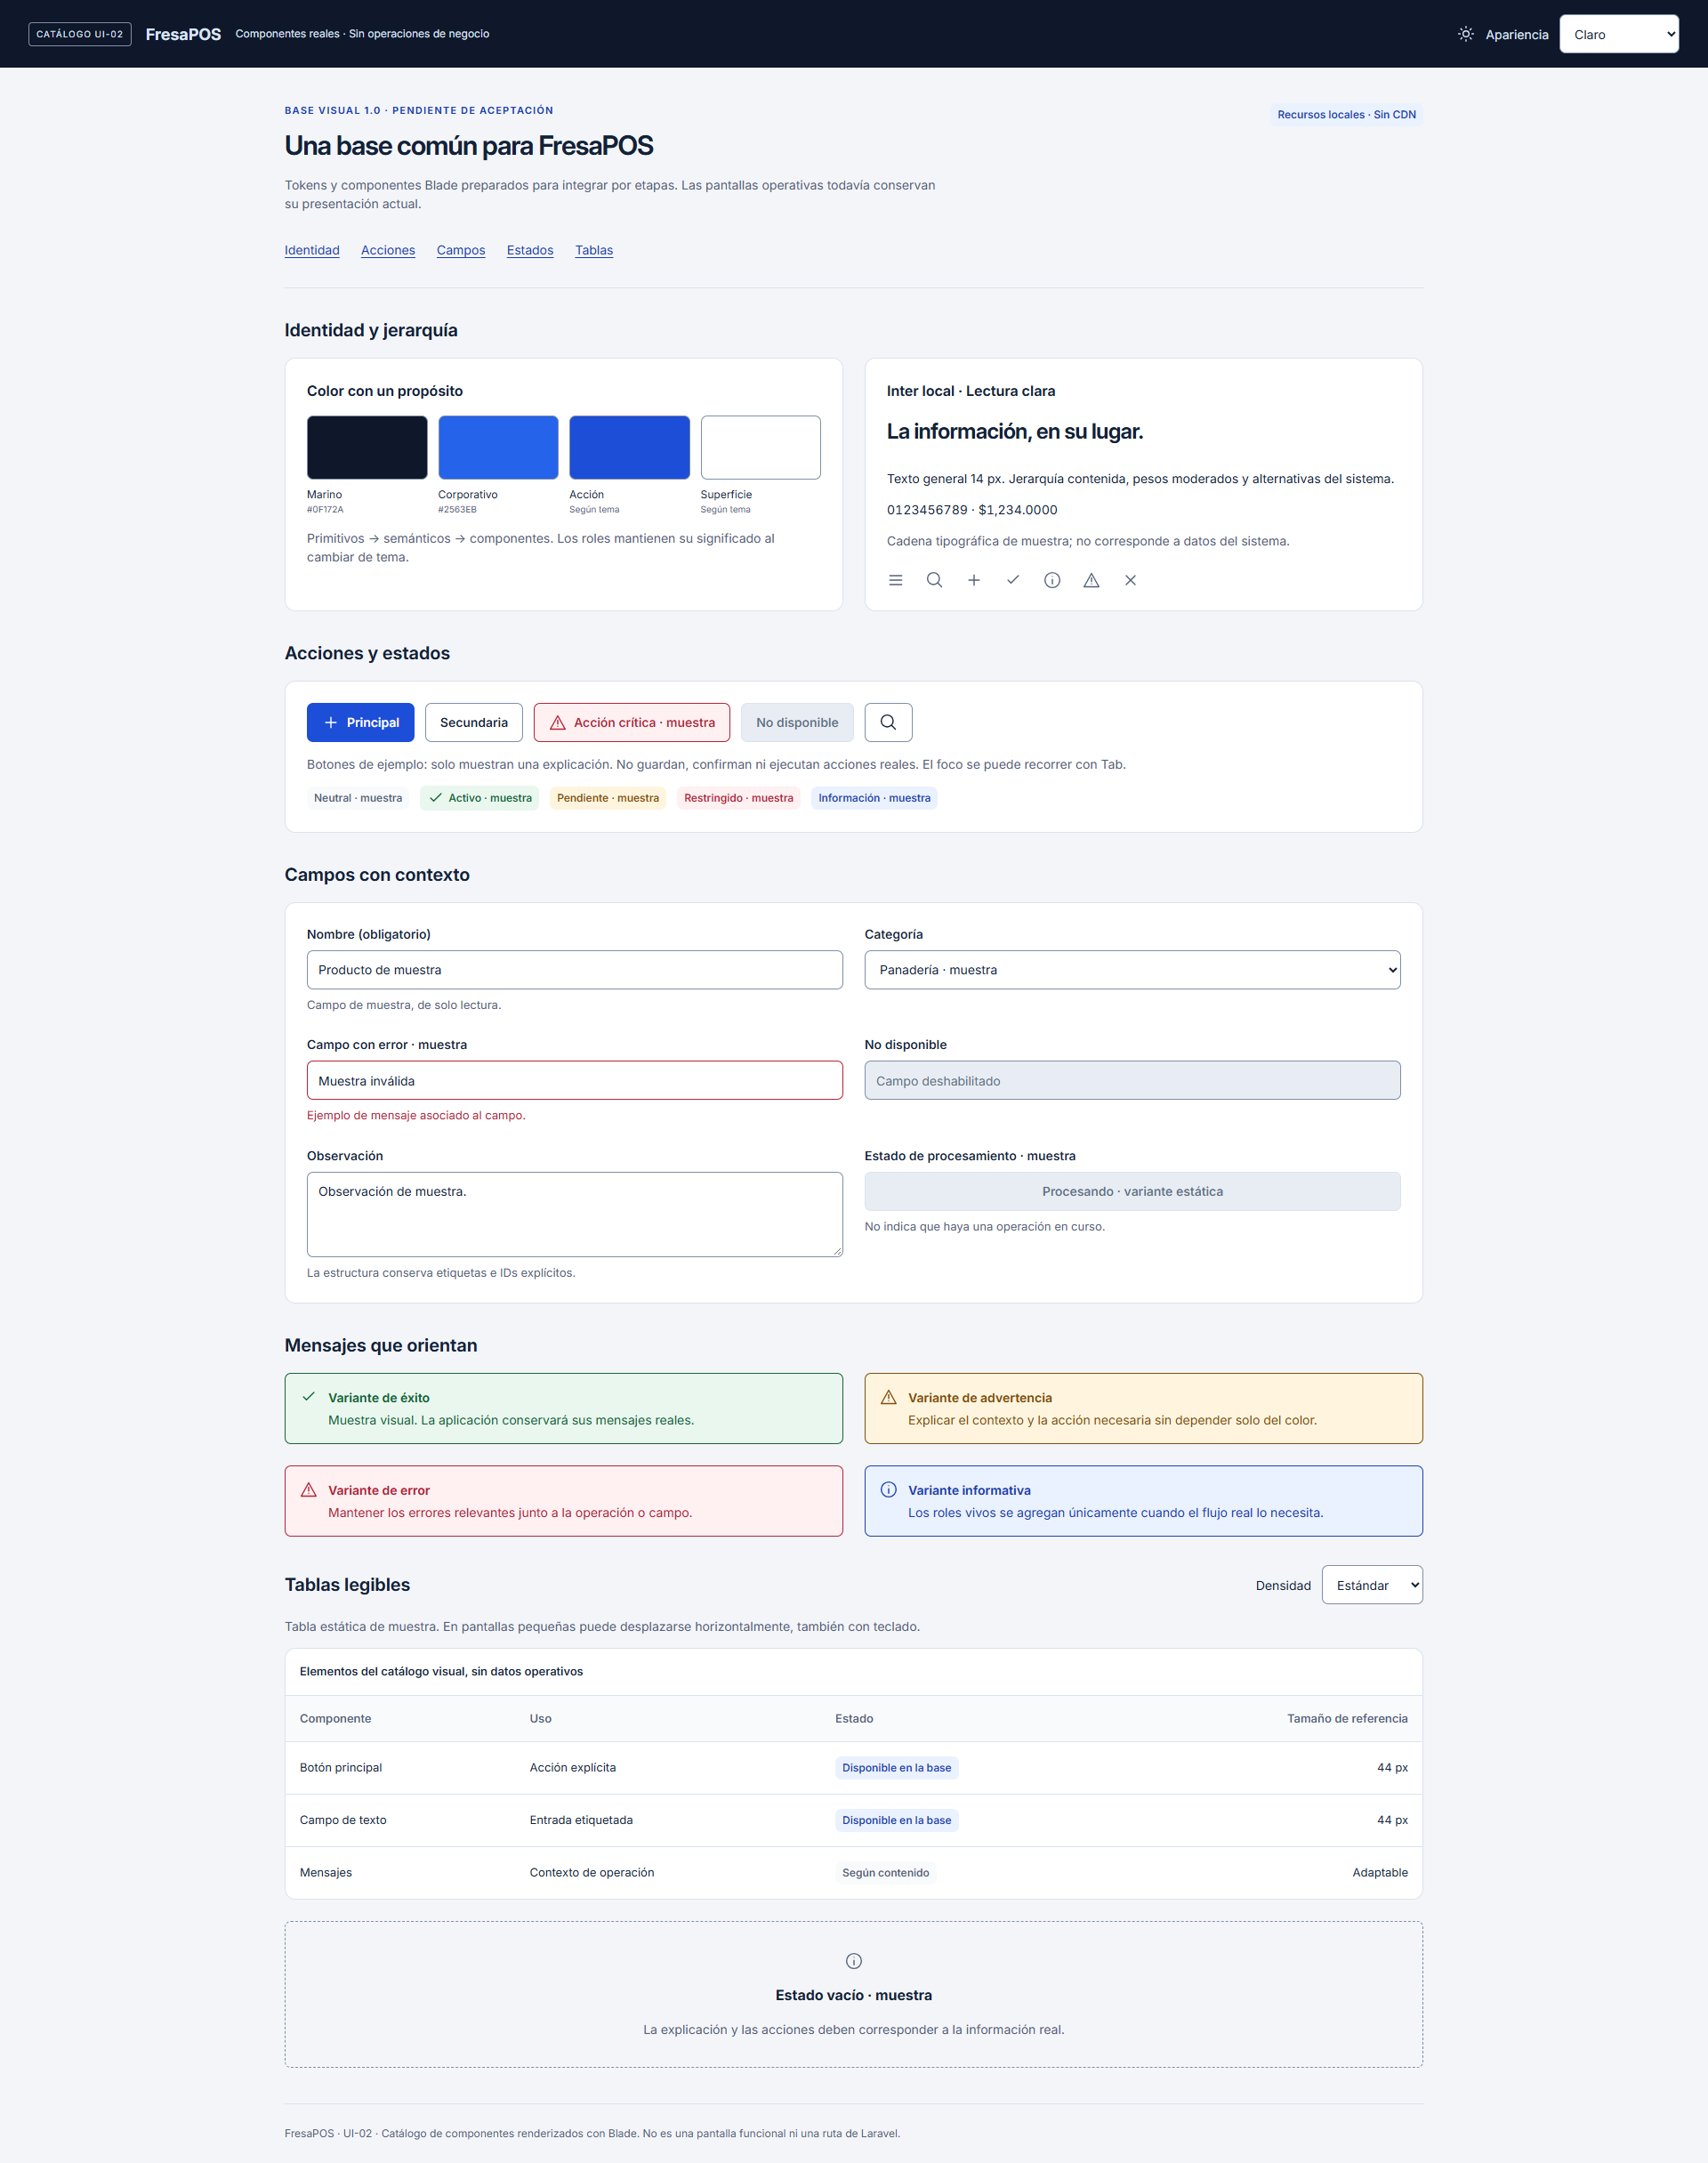 CATÁLOGO UI-02
FresaPOS
Componentes reales · Sin operaciones de negocio
Apariencia
Claro
BASE VISUAL 1.0 · PENDIENTE DE ACEPTACIÓN
Recursos locales · Sin CDN
Una base común para FresaPOS
Tokens y componentes Blade preparados para integrar por etapas. Las pantallas operativas todavía conservan
su presentación actual.
Identidad
Acciones
Campos
Estados
Tablas
Identidad y jerarquía
Color con un propósito
Marino
#0F172A
Corporativo
#2563EB
Acción
Según tema
Superficie
Según tema
Primitivos → semánticos → componentes. Los roles mantienen su significado al
cambiar de tema.
Inter local · Lectura clara
La información, en su lugar.
Texto general 14 px. Jerarquía contenida, pesos moderados y alternativas del sistema.
0123456789 · $1,234.0000
Cadena tipográfica de muestra; no corresponde a datos del sistema.
Acciones y estados
Principal
Secundaria
Acción crítica · muestra
No disponible
Botones de ejemplo: solo muestran una explicación. No guardan, confirman ni ejecutan acciones reales. El foco se puede recorrer con Tab.
Neutral · muestra
Activo · muestra
Pendiente · muestra
Restringido · muestra
Información · muestra
Campos con contexto
Nombre (obligatorio)
Producto de muestra
Campo de muestra, de solo lectura.
Categoría
Panadería · muestra
Campo con error · muestra
Muestra inválida
Ejemplo de mensaje asociado al campo.
No disponible
Campo deshabilitado
Observación
Observación de muestra.
La estructura conserva etiquetas e IDs explícitos.
Estado de procesamiento · muestra
Procesando · variante estática
No indica que haya una operación en curso.
Mensajes que orientan
Variante de éxito
Muestra visual. La aplicación conservará sus mensajes reales.
Variante de advertencia
Explicar el contexto y la acción necesaria sin depender solo del color.
Variante de error
Mantener los errores relevantes junto a la operación o campo.
Variante informativa
Los roles vivos se agregan únicamente cuando el flujo real lo necesita.
Tablas legibles
Densidad
Estándar
Tabla estática de muestra. En pantallas pequeñas puede desplazarse horizontalmente, también con teclado.
Elementos del catálogo visual, sin datos operativos
Componente
Uso
Estado
Tamaño de referencia
Botón principal
Acción explícita
Disponible en la base
44 px
Campo de texto
Entrada etiquetada
Disponible en la base
44 px
Mensajes
Contexto de operación
Según contenido
Adaptable
Estado vacío · muestra
La explicación y las acciones deben corresponder a la información real.
FresaPOS · UI-02 · Catálogo de componentes renderizados con Blade. No es una pantalla funcional ni una ruta de Laravel.